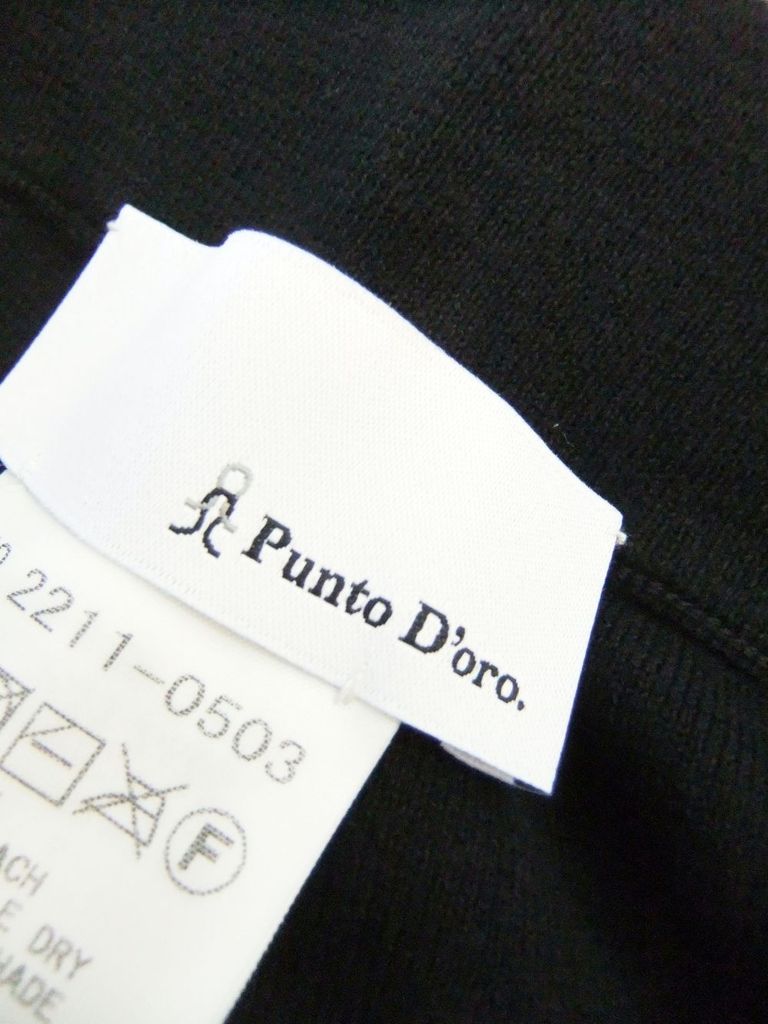 Punto D'oro.
2211-0503
F
DRY